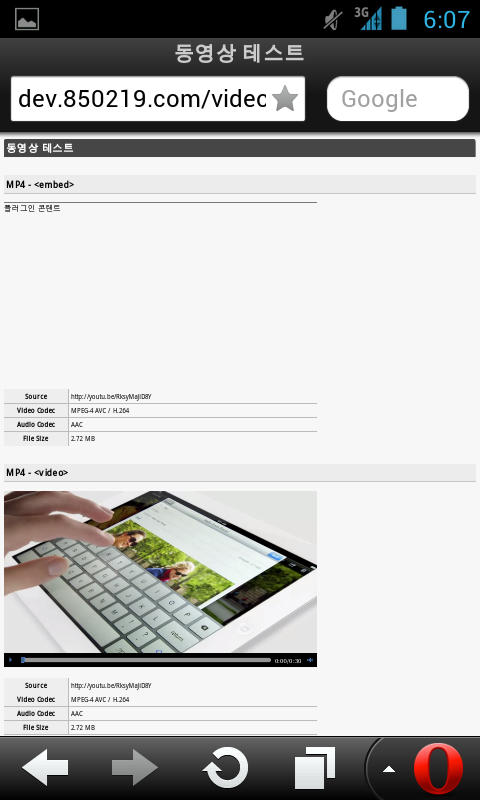 3G 6:07
동영상 테스트
dev.850219.com/videc Google
동영상 테스트
MP4 - <embed>
플러그인 콘텐트
Source http://youtu.be/RksyMajiD8Y
Video Codec MPEG-4 AVC / H.264
Audio Codec AAC
File Size 2.72 MB
MP4 - <video>
0:00/0:30
Source http://youtu.be/RksyMajiD8Y
Video Codec MPEG-4 AVC / H.264
Audio Codec AAC
File Size 2.72 MB